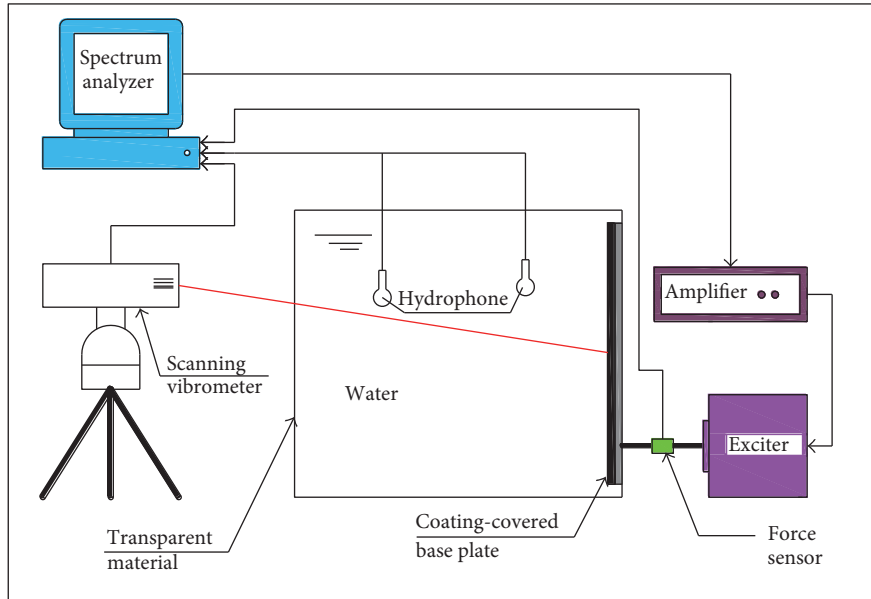 Spectrum
analyzer
Amplifier
Hydrophone
Scanning
vibrometer
Water
Exciter
Transparent
material
Coating-covered
base plate
Force
sensor